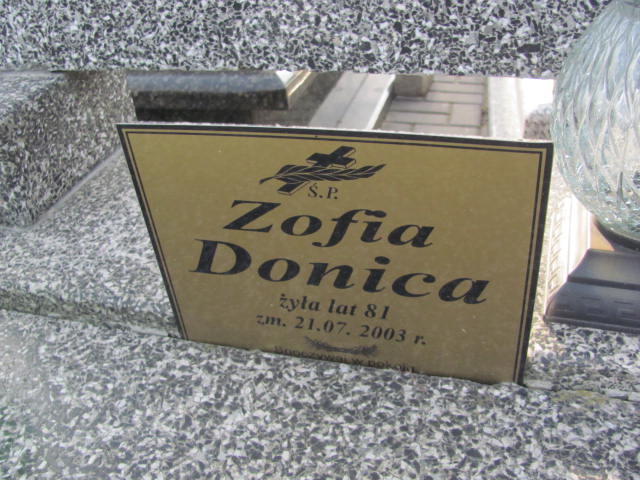 Ś.P.
Zofia
Donica
żyła lat 81
zm. 21.07. 2003 r.
w